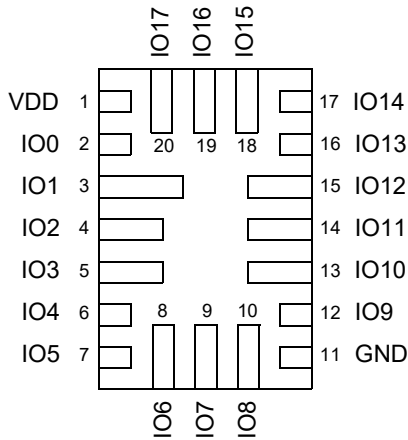 IO17 IO16 IO15
20 19 18
VDD 1 17 IO14
IO0 2 16 IO13
IO1 3 15 IO12
IO2 4 14 IO11
IO3 5 13 IO10
IO4 6 12 IO9
IO5 7 11 GND
8 9 10
IO6 IO7 IO8